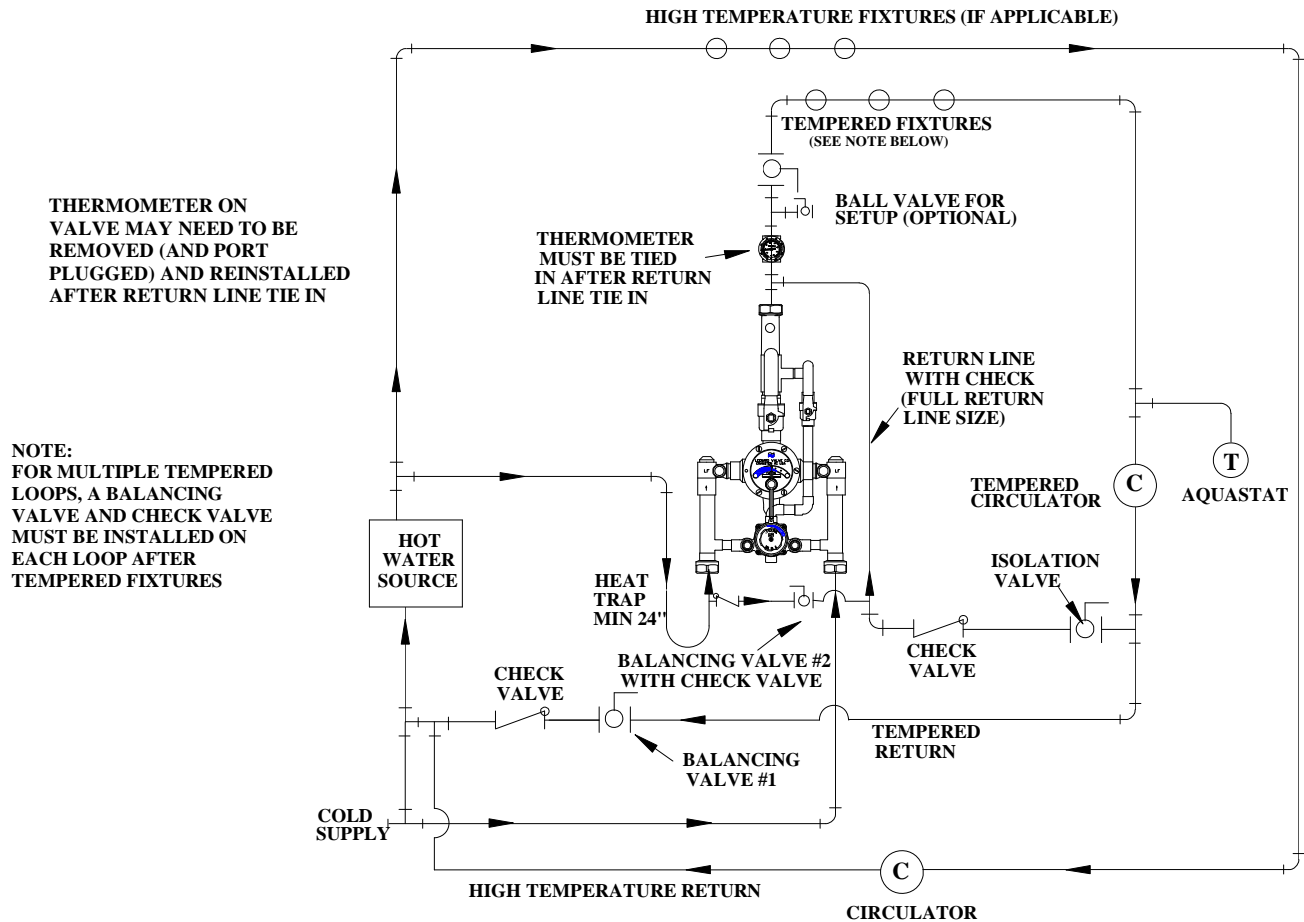 HIGH TEMPERATURE FIXTURES (IF APPLICABLE)
TEMPERED FIXTURES
(SEE NOTE BELOW)
BALL VALVE FOR
SETUP (OPTIONAL)
THERMOMETER ON
VALVE MAY NEED TO BE
REMOVED (AND PORT
PLUGGED) AND REINSTALLED
AFTER RETURN LINE TIE IN
THERMOMETER
MUST BE TIED
IN AFTER RETURN
LINE TIE IN
RETURN LINE
WITH CHECK
(FULL RETURN
LINE SIZE)
NOTE:
FOR MULTIPLE TEMPERED
LOOPS, A BALANCING
VALVE AND CHECK VALVE
MUST BE INSTALLED ON
EACH LOOP AFTER
TEMPERED FIXTURES
T
AQUASTAT
TEMPERED
CIRCULATOR
C
HOT
WATER
SOURCE
HEAT
TRAP
MIN 24"
ISOLATION
VALVE
CHECK
VALVE
BALANCING VALVE #2
WITH CHECK VALVE
CHECK
VALVE
TEMPERED
RETURN
BALANCING
VALVE #1
COLD
SUPPLY
HIGH TEMPERATURE RETURN
C
CIRCULATOR